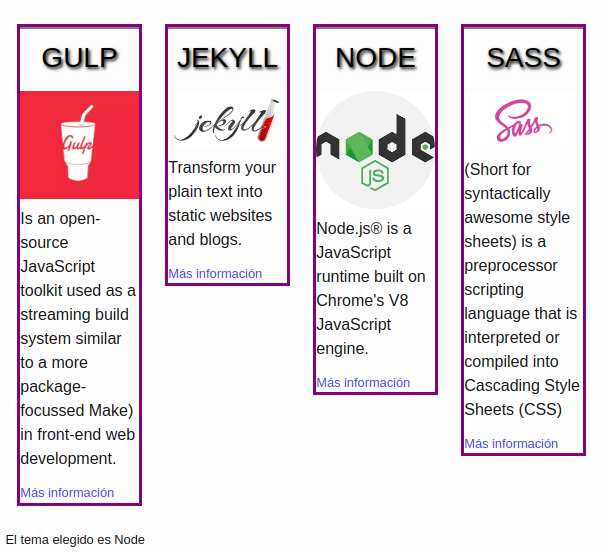 GULP
Gulp
Is an open-
source
JavaScript
toolkit used as a
streaming build
system similar
to a more
package-
focussed Make)
in front-end web
development.
Más información
JEKYLL
jekyll
Transform your
plain text into
static websites
and blogs.
Más información
NODE
node
JS
Node.js® is a
JavaScript
runtime built on
Chrome's V8
JavaScript
engine.
Más información
SASS
Sass
(Short for
syntactically
awesome style
sheets) is a
preprocessor
scripting
language that is
interpreted or
compiled into
Cascading Style
Sheets (CSS)
Más información
El tema elegido es Node